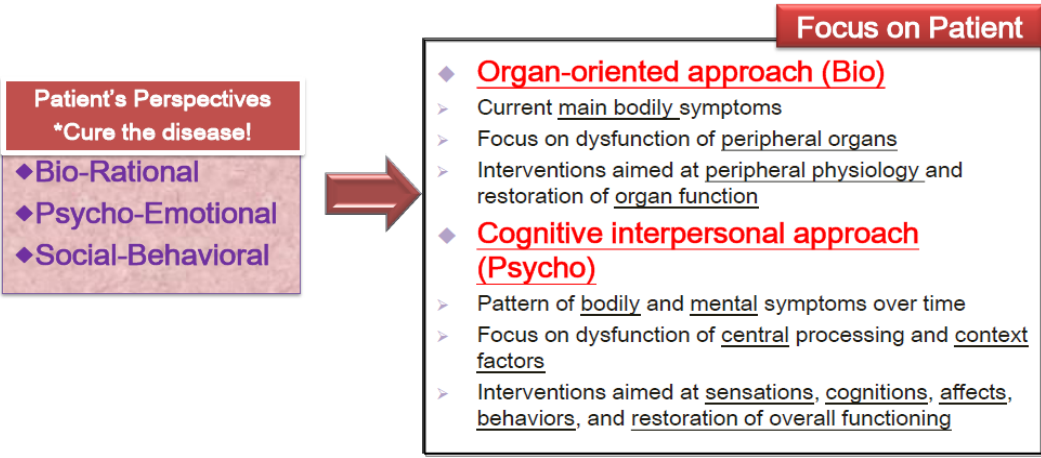 Focus on Patient
Patient's Perspectives
*Cure the disease!
◆Bio-Rational
◆Psycho-Emotional
◆Social-Behavioral
◆ Organ-oriented approach (Bio)
➢ Current main bodily symptoms
➢ Focus on dysfunction of peripheral organs
➢ Interventions aimed at peripheral physiology and
restoration of organ function
◆ Cognitive interpersonal approach
(Psycho)
➢ Pattern of bodily and mental symptoms over time
➢ Focus on dysfunction of central processing and context
factors
➢ Interventions aimed at sensations, cognitions, affects,
behaviors, and restoration of overall functioning